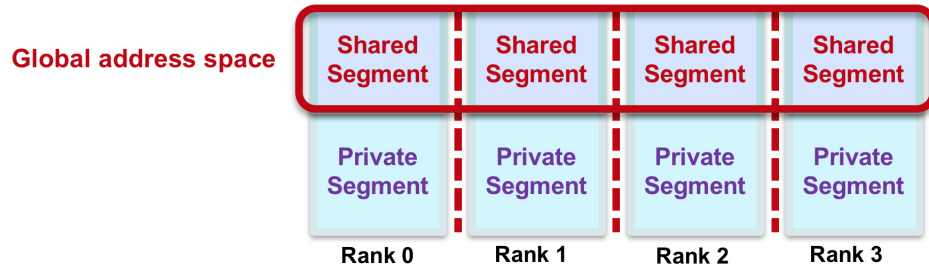 Global address space
Shared
Segment
Shared
Segment
Shared
Segment
Shared
Segment
Private
Segment
Private
Segment
Private
Segment
Private
Segment
Rank 0
Rank 1
Rank 2
Rank 3